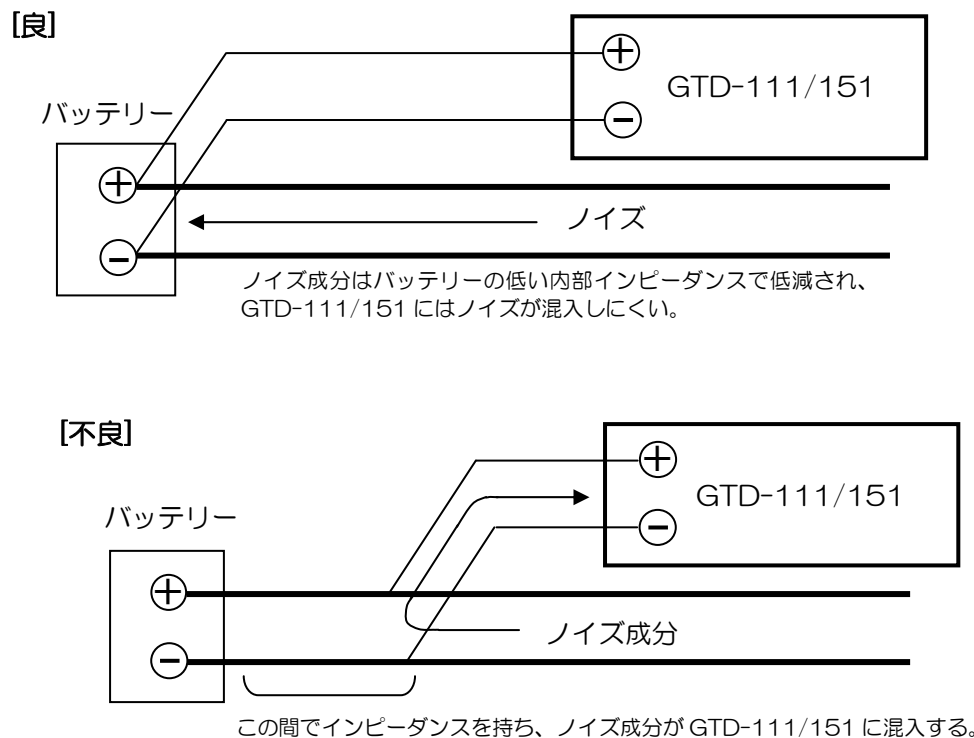 [良]
⊕
GTD-111/151
⊖
バッテリー
⊕
ノイズ
⊖
ノイズ成分はバッテリーの低い内部インピーダンスで低減され、
GTD-111/151 にはノイズが混入しにくい。
[不良]
⊕
GTD-111/151
⊖
バッテリー
⊕
ノイズ成分
⊖
この間でインピーダンスを持ち、ノイズ成分が GTD-111/151 に混入する。